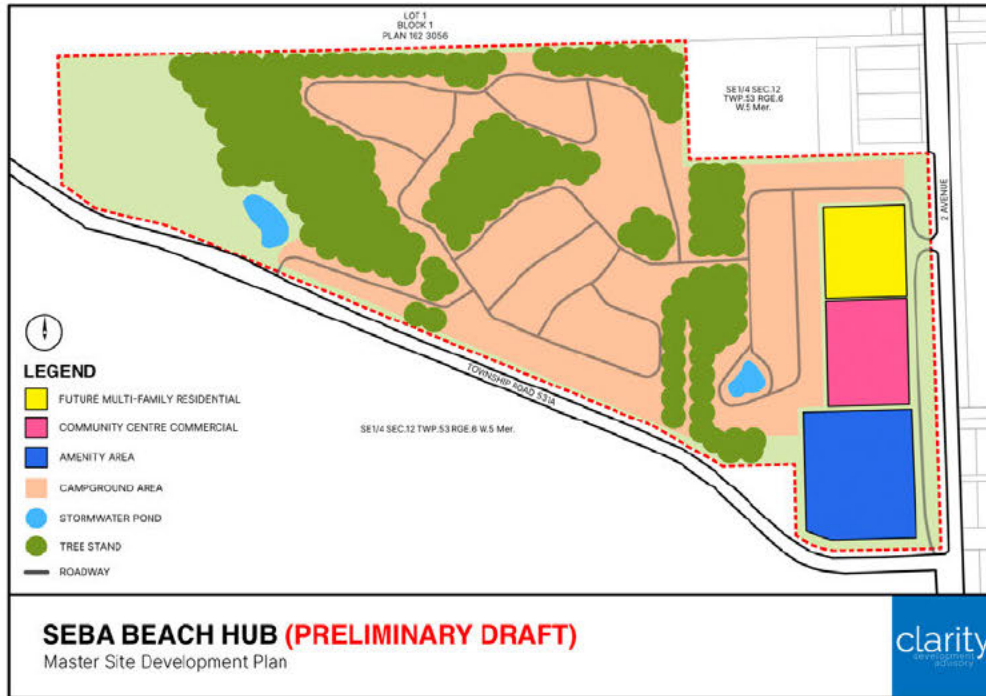 LOT 1
BLOCK 1
PLAN 162 3056
SE1/4 SEC.12
TWP.53 RGE.6
W.5 Mer.
2 AVENUE
TOWNSHIP ROAD 531A
SE1/4 SEC.12 TWP.53 RGE.6 W.5 Mer.
LEGEND
FUTURE MULTI-FAMILY RESIDENTIAL
COMMUNITY CENTRE COMMERCIAL
AMENITY AREA
CAMPGROUND AREA
STORMWATER POND
TREE STAND
ROADWAY
SEBA BEACH HUB (PRELIMINARY DRAFT)
Master Site Development Plan
clarity
development
advisory